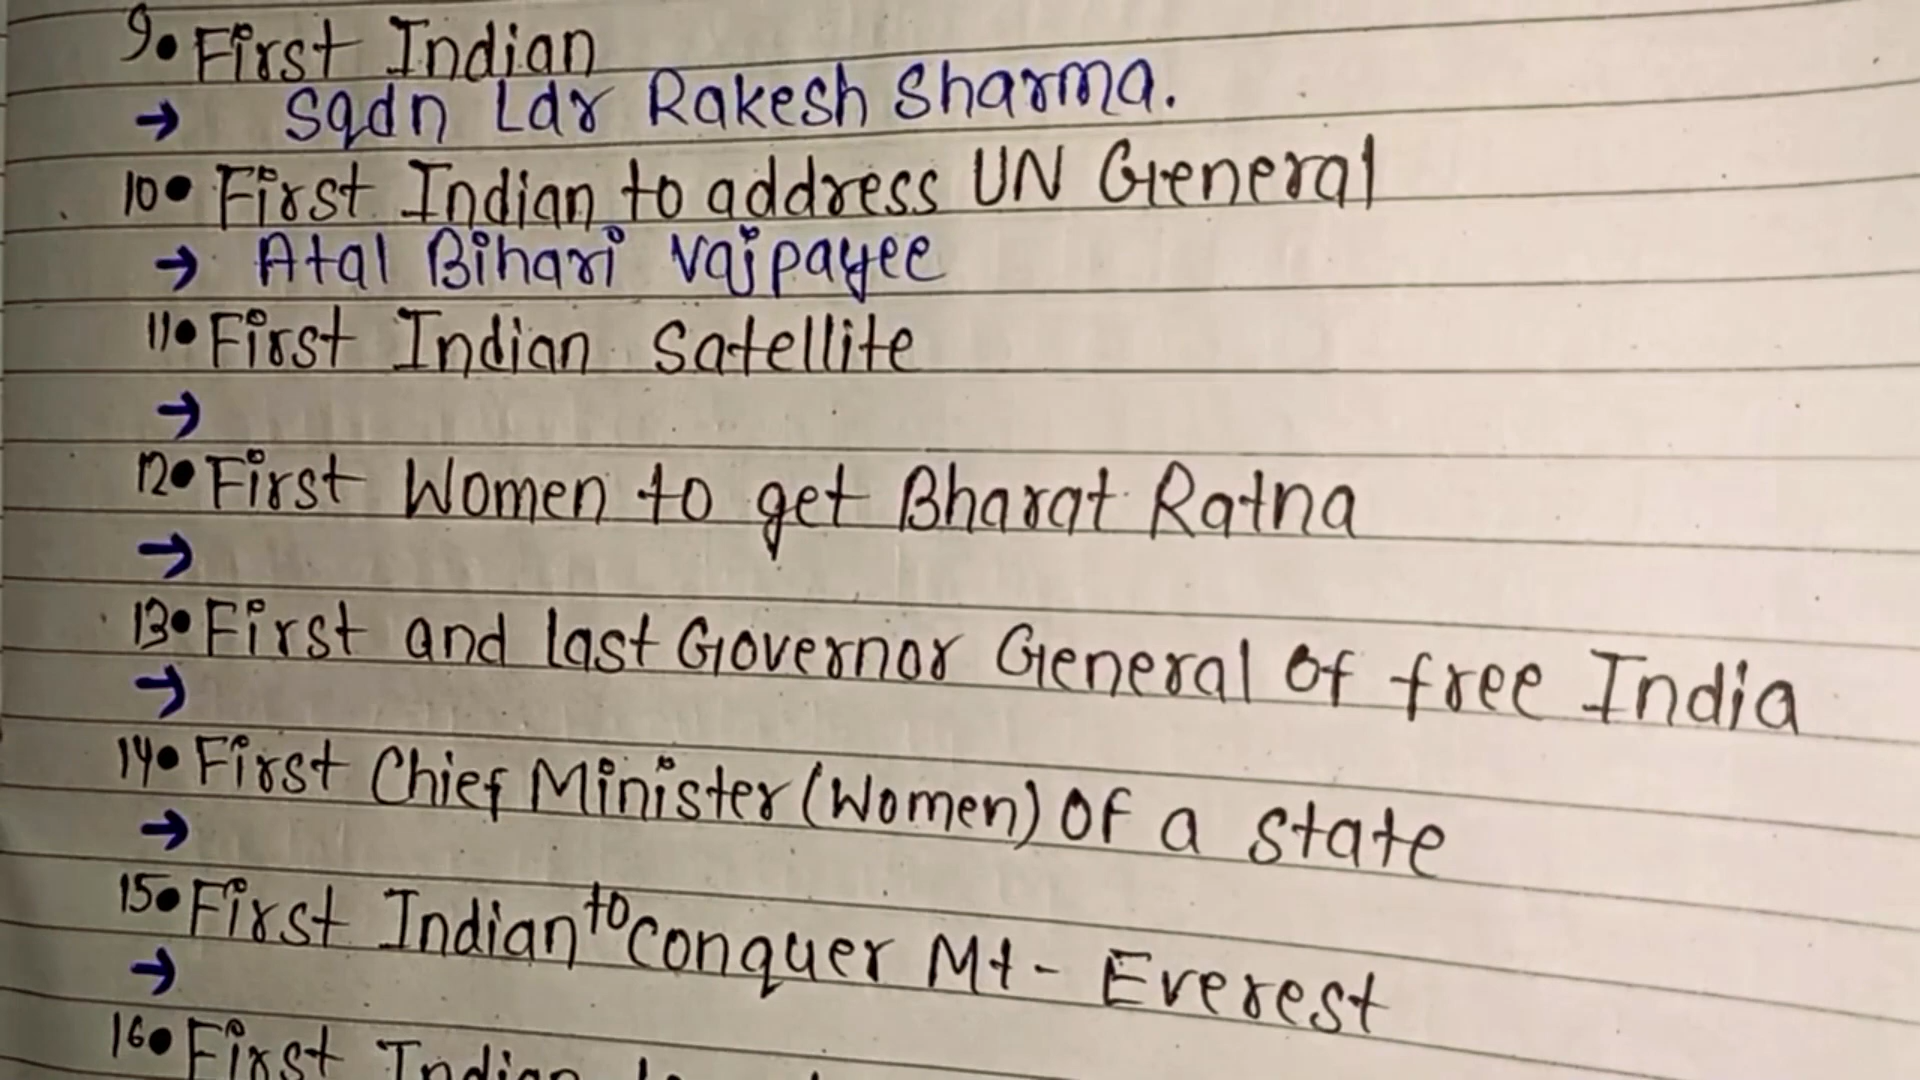 9. First Indian
→ Sqdn Ldr Rakesh Sharma.
10. First Indian to address UN General
→ Atal Bihari Vajpayee
11. First Indian Satellite
→
12. First Women to get Bharat Ratna
→
13. First and last Governor General of free India
→
14. First Chief Minister (Women) of a state
→
15. First Indian to conquer Mt- Everest
→
16. First Indian